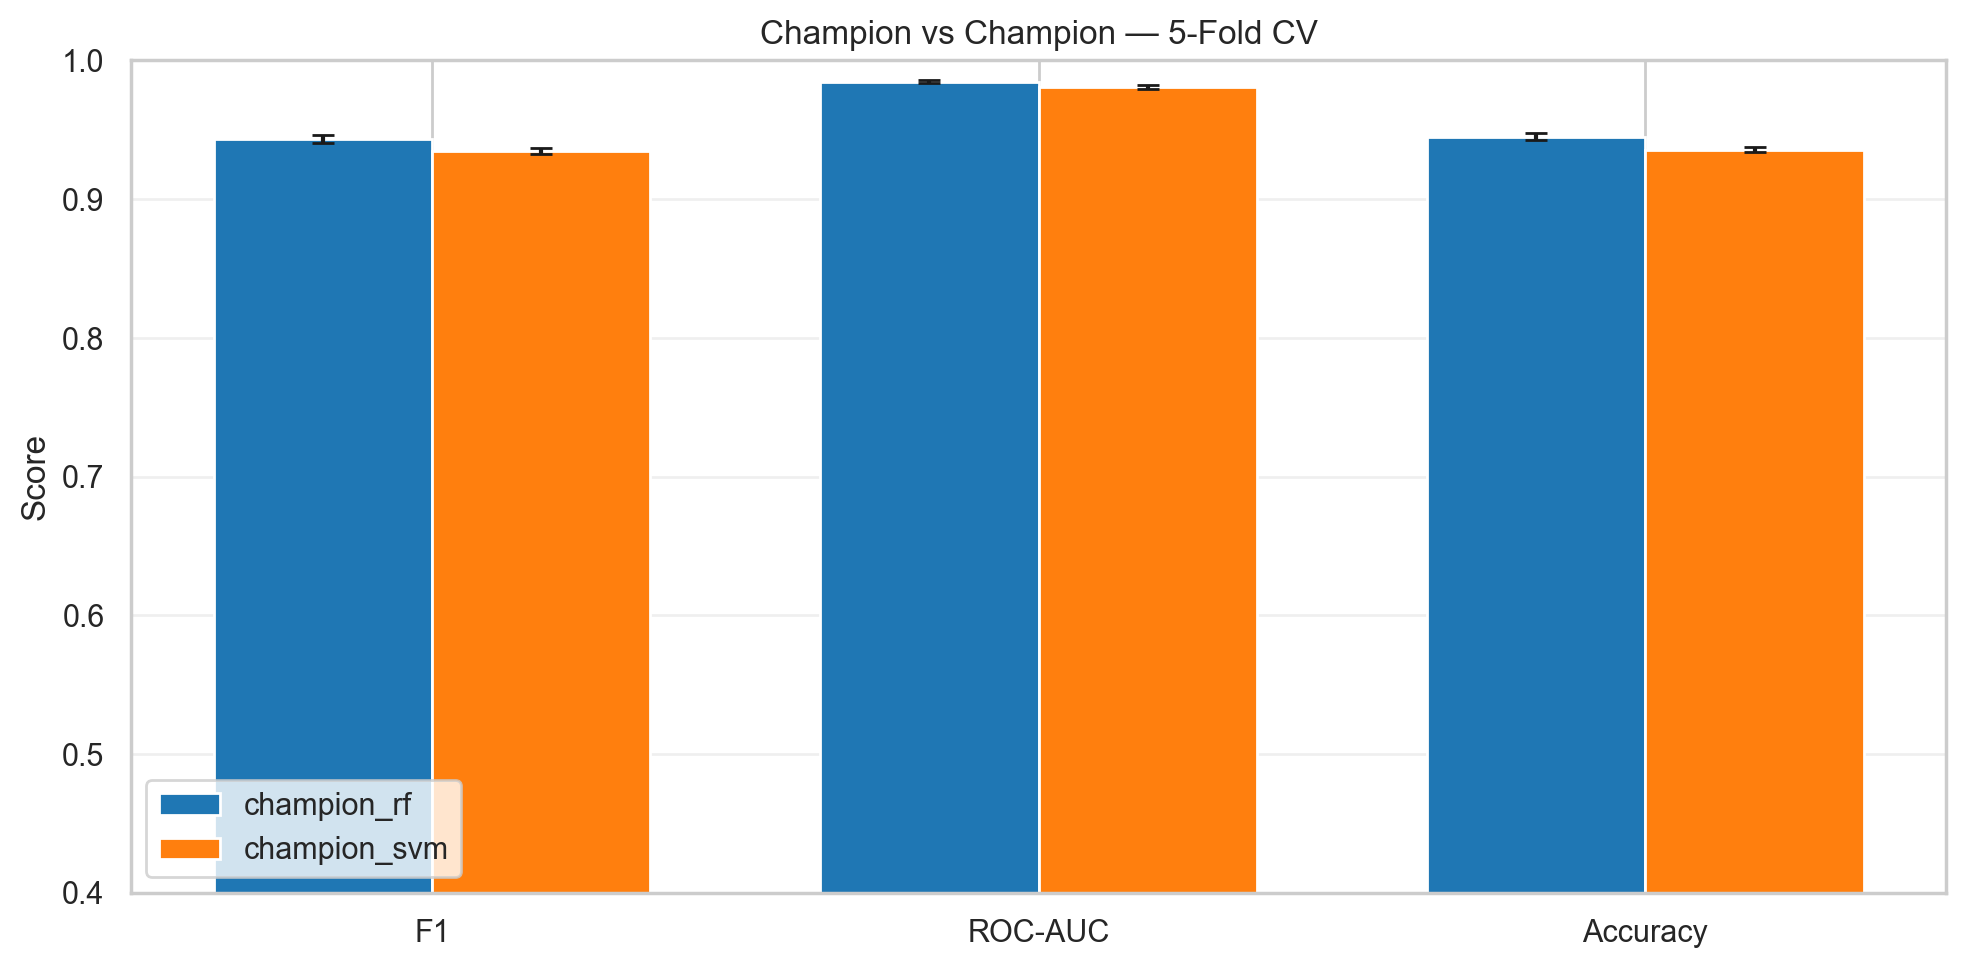 Champion vs Champion — 5-Fold CV
1.0
0.9
0.8
0.7
0.6
0.5
0.4
Score
champion_rf
champion_svm
F1
ROC-AUC
Accuracy